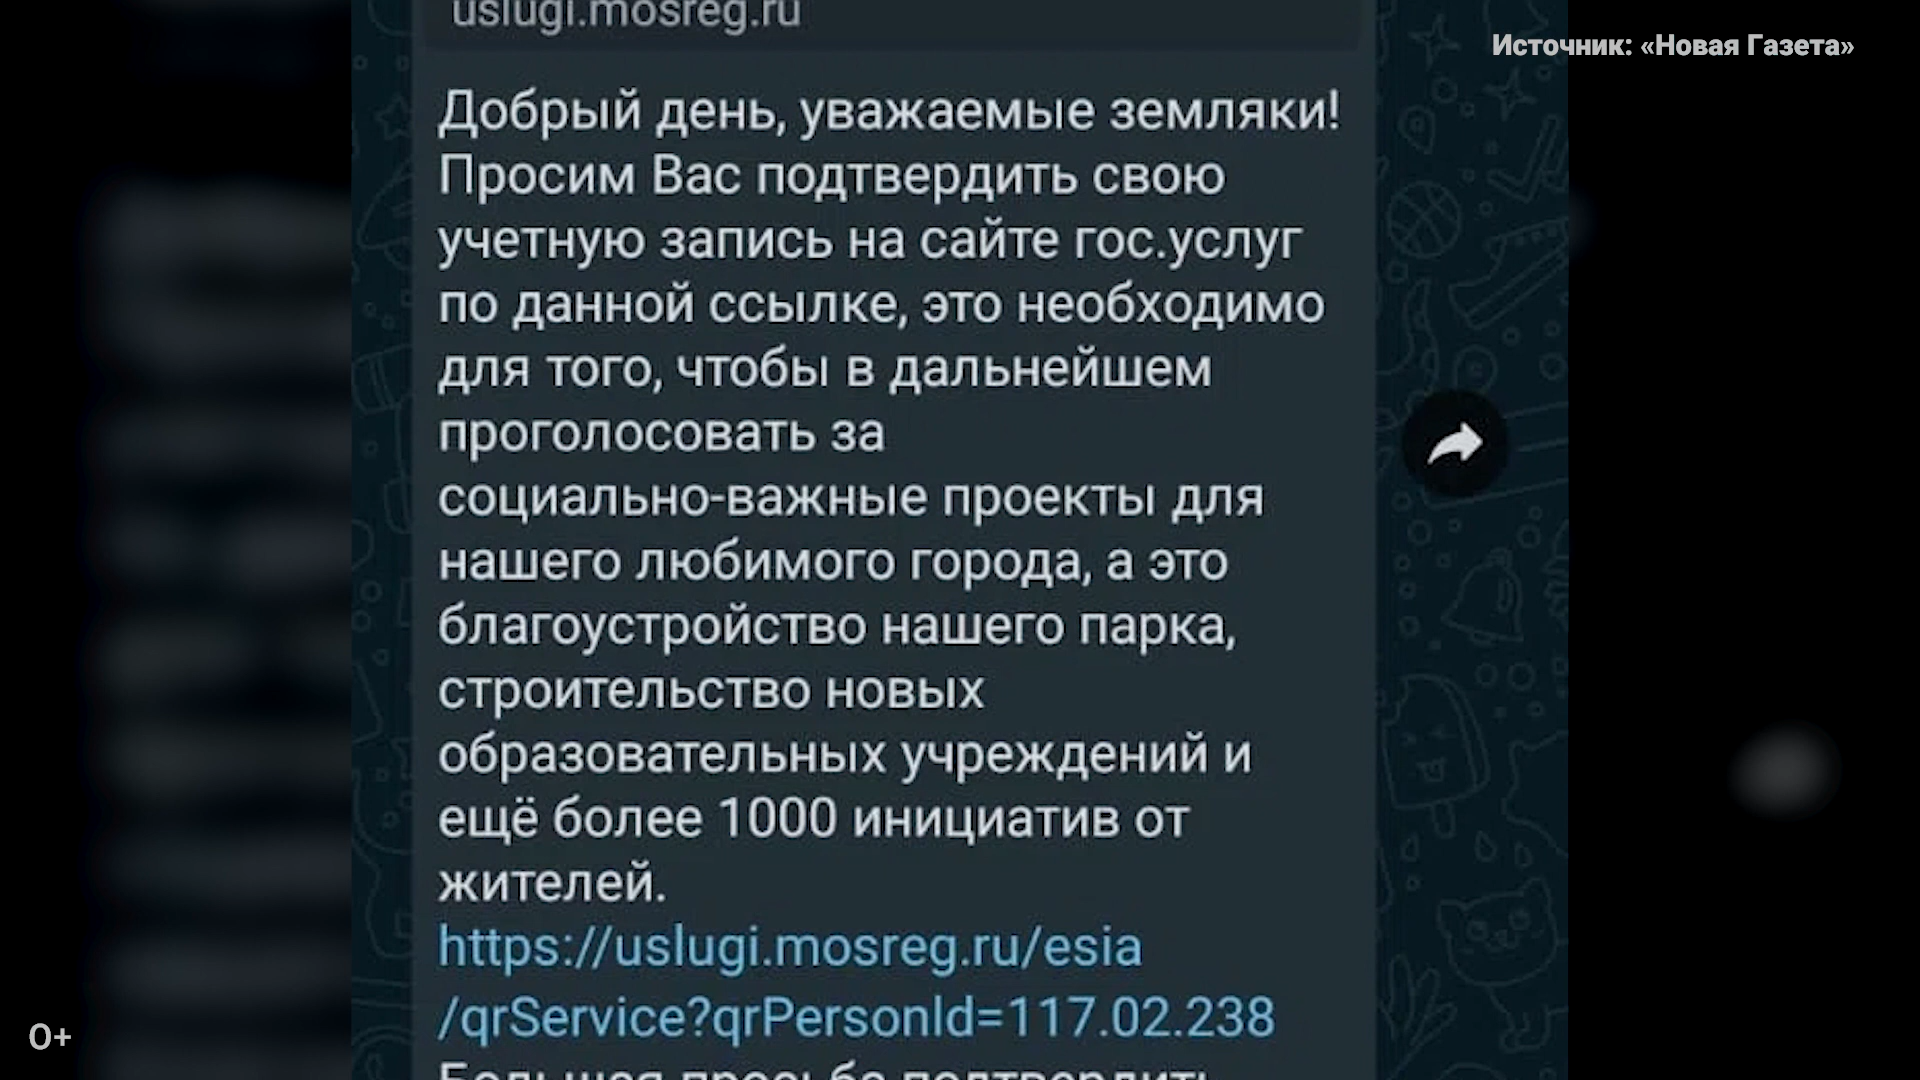 uslugi.mosreg.ru
Источник: «Новая Газета»
Добрый день, уважаемые земляки!
Просим Вас подтвердить свою
учетную запись на сайте гос.услуг
по данной ссылке, это необходимо
для того, чтобы в дальнейшем
проголосовать за
социально-важные проекты для
нашего любимого города, а это
благоустройство нашего парка,
строительство новых
образовательных учреждений и
ещё более 1000 инициатив от
жителей.
https://uslugi.mosreg.ru/esia
/qrService?qrPersonId=117.02.238
Большая просьба подтвердить
0+